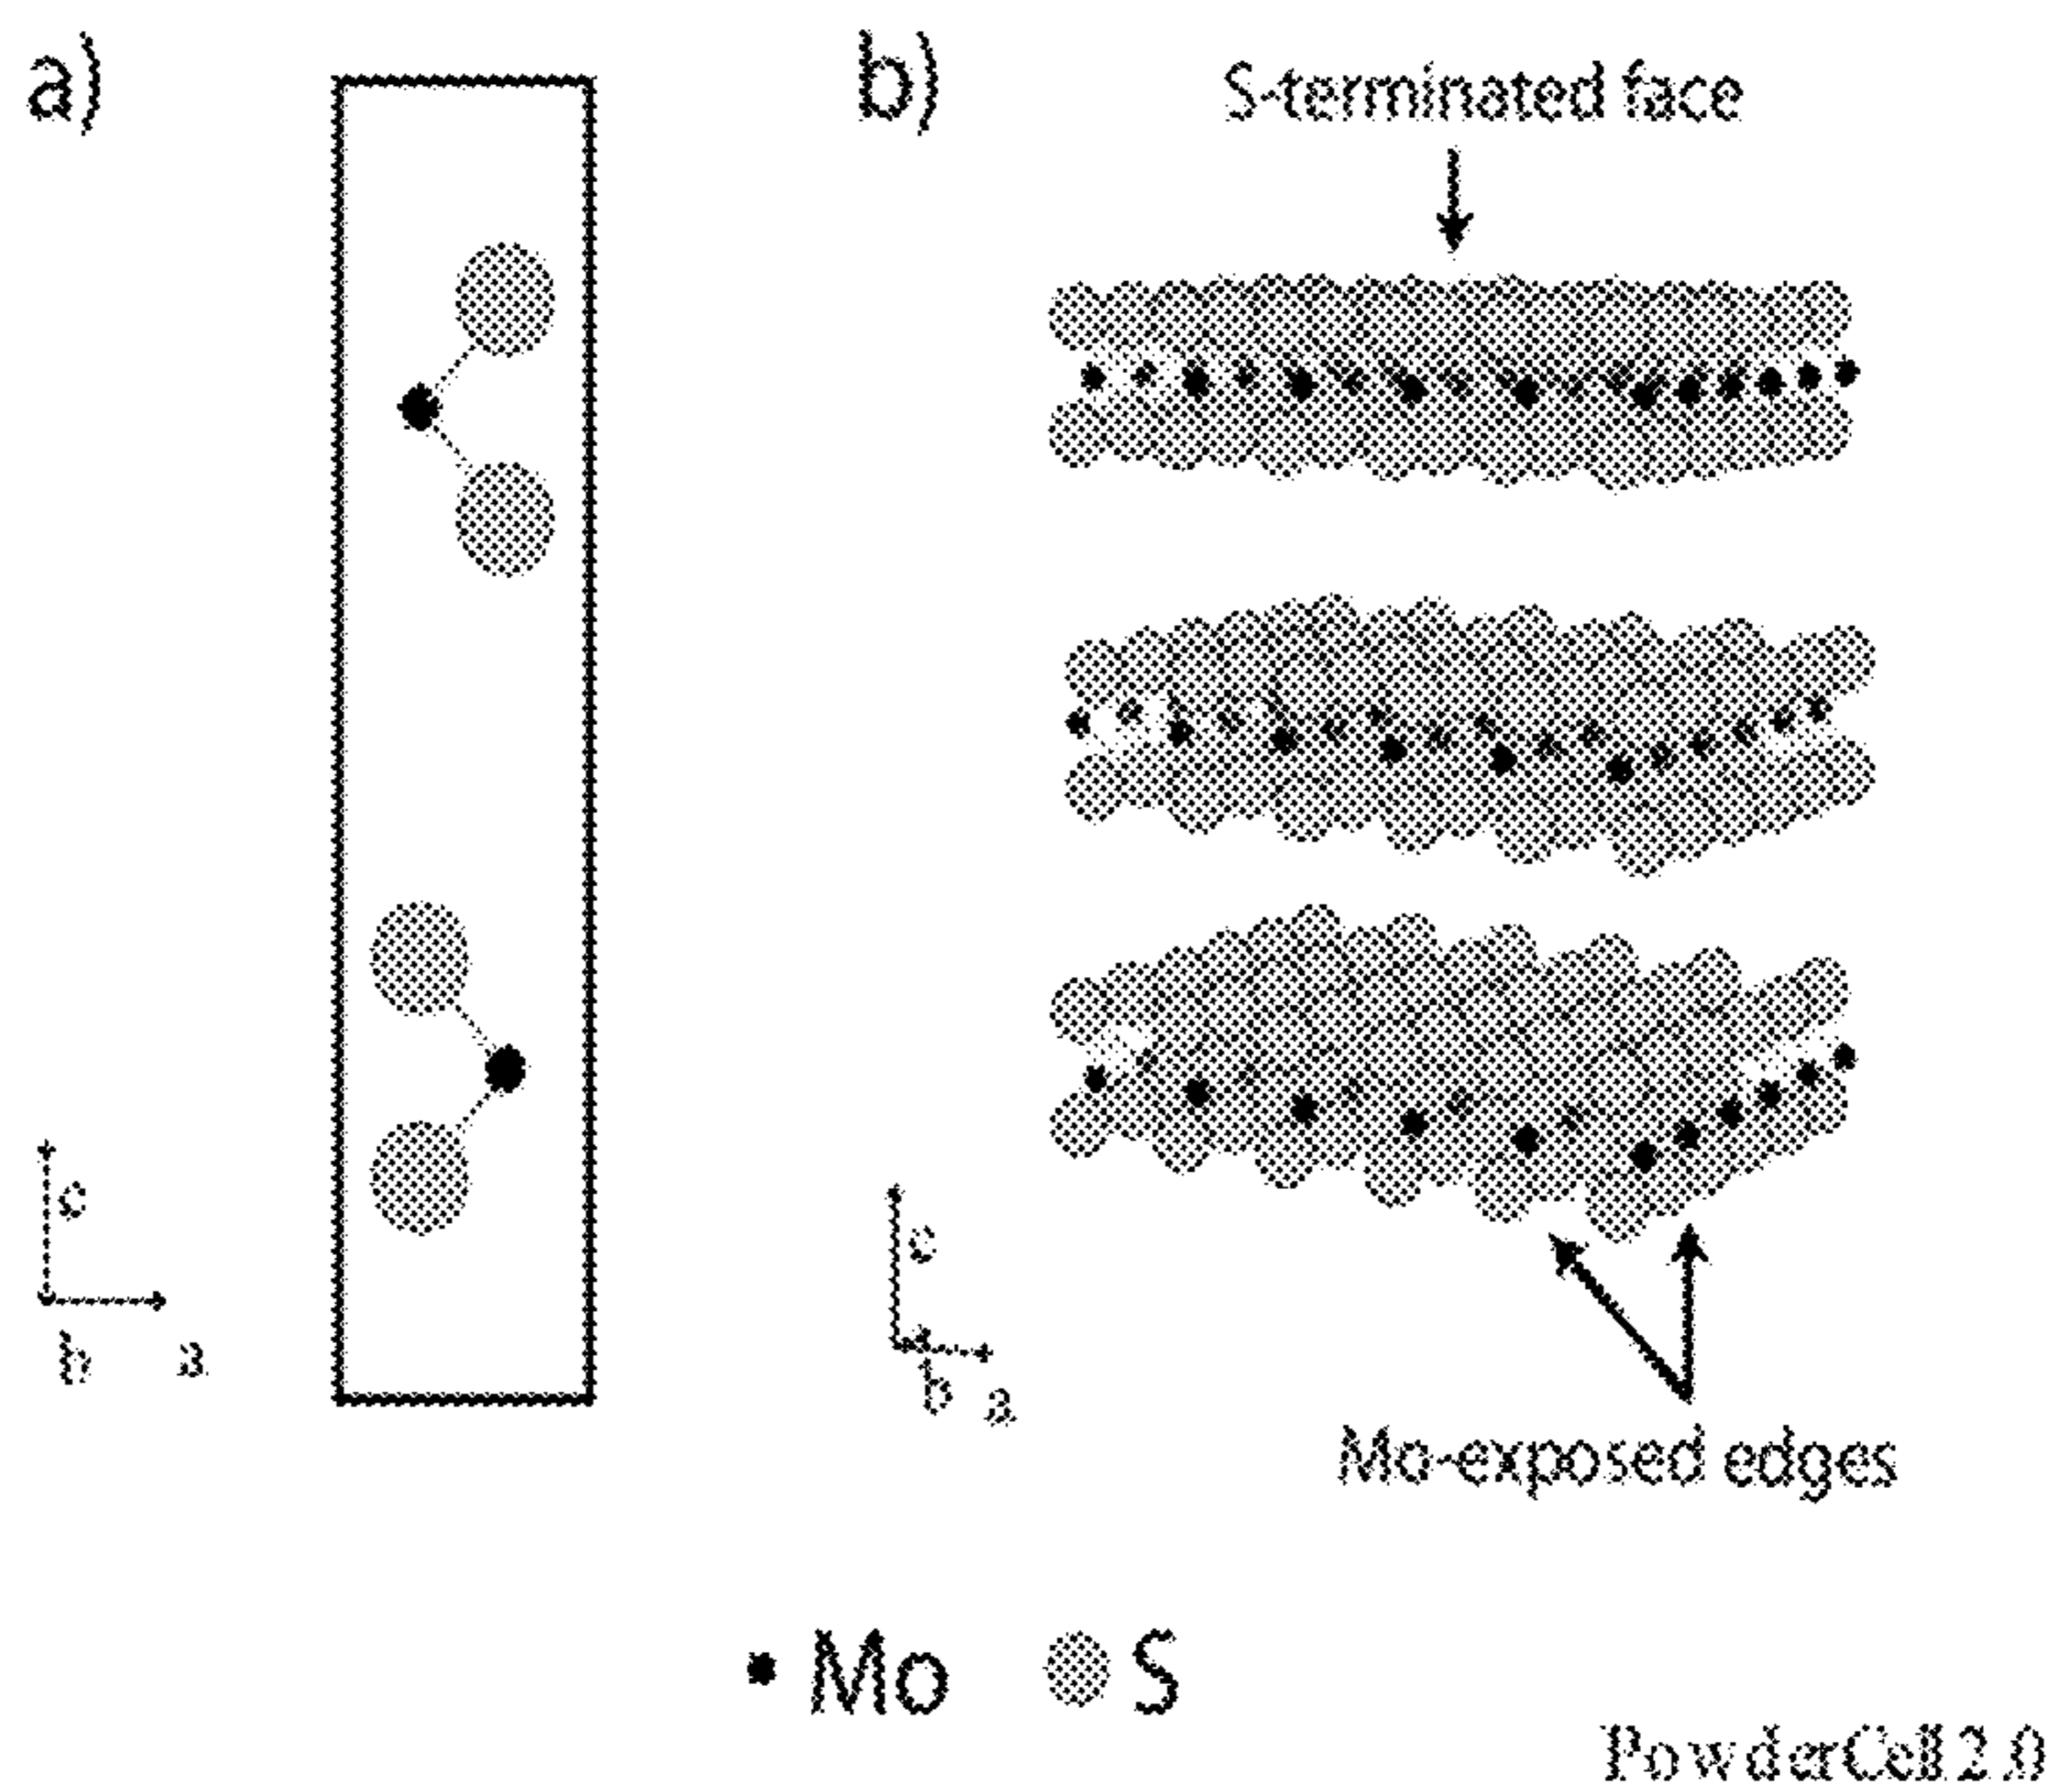 a)
b)
S-terminated face
c
b a
c
b a
Mo-exposed edges
Mo S
PowderCell 2.0